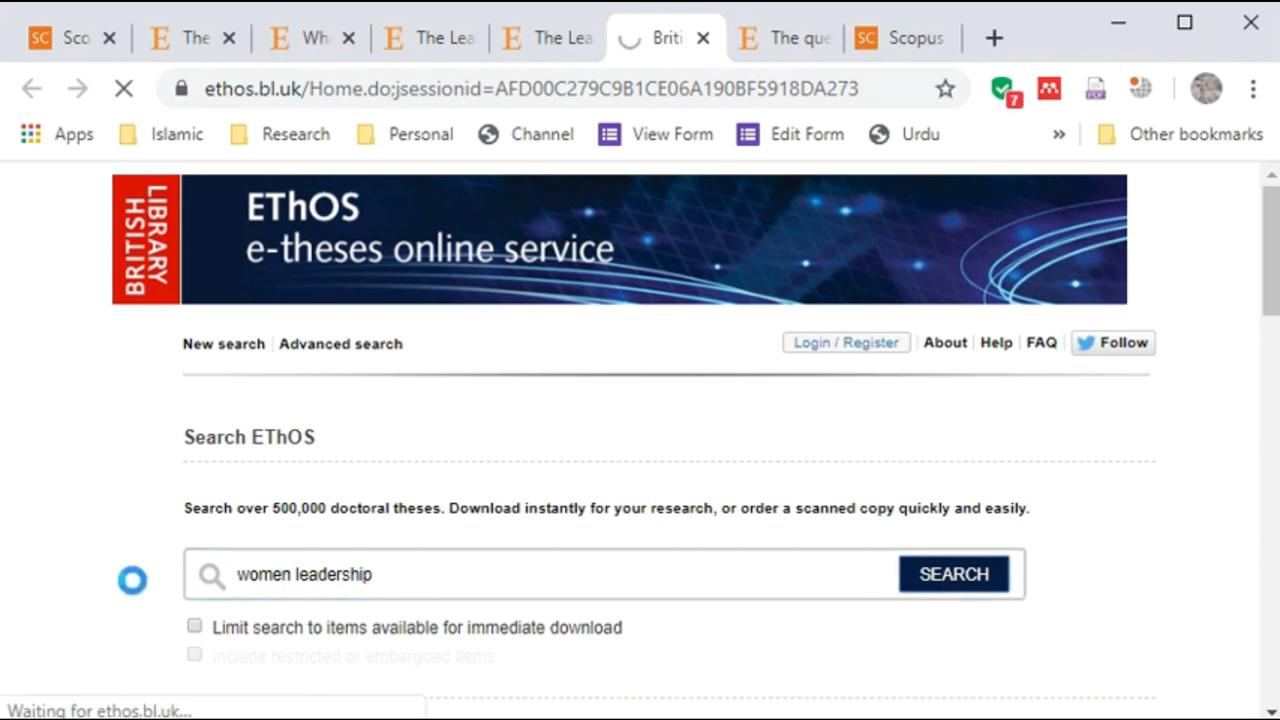 SC Sco
E The
E Wh
E The Lea
E The Lea
Briti
E The que
SC Scopus
ethos.bl.uk/Home.do;jsessionid=AFD00C279C9B1CE06A190BF5918DA273
7
PDF
Apps
Islamic
Research
Personal
Channel
View Form
Edit Form
Urdu
»
Other bookmarks
BRITISH
LIBRARY
EThOS
e-theses online service
New search
Advanced search
Login / Register
About
Help
FAQ
Follow
Search EThOS
Search over 500,000 doctoral theses. Download instantly for your research, or order a scanned copy quickly and easily.
women leadership
SEARCH
Limit search to items available for immediate download
Include restricted or embargoed items
Waiting for ethos.bl.uk...